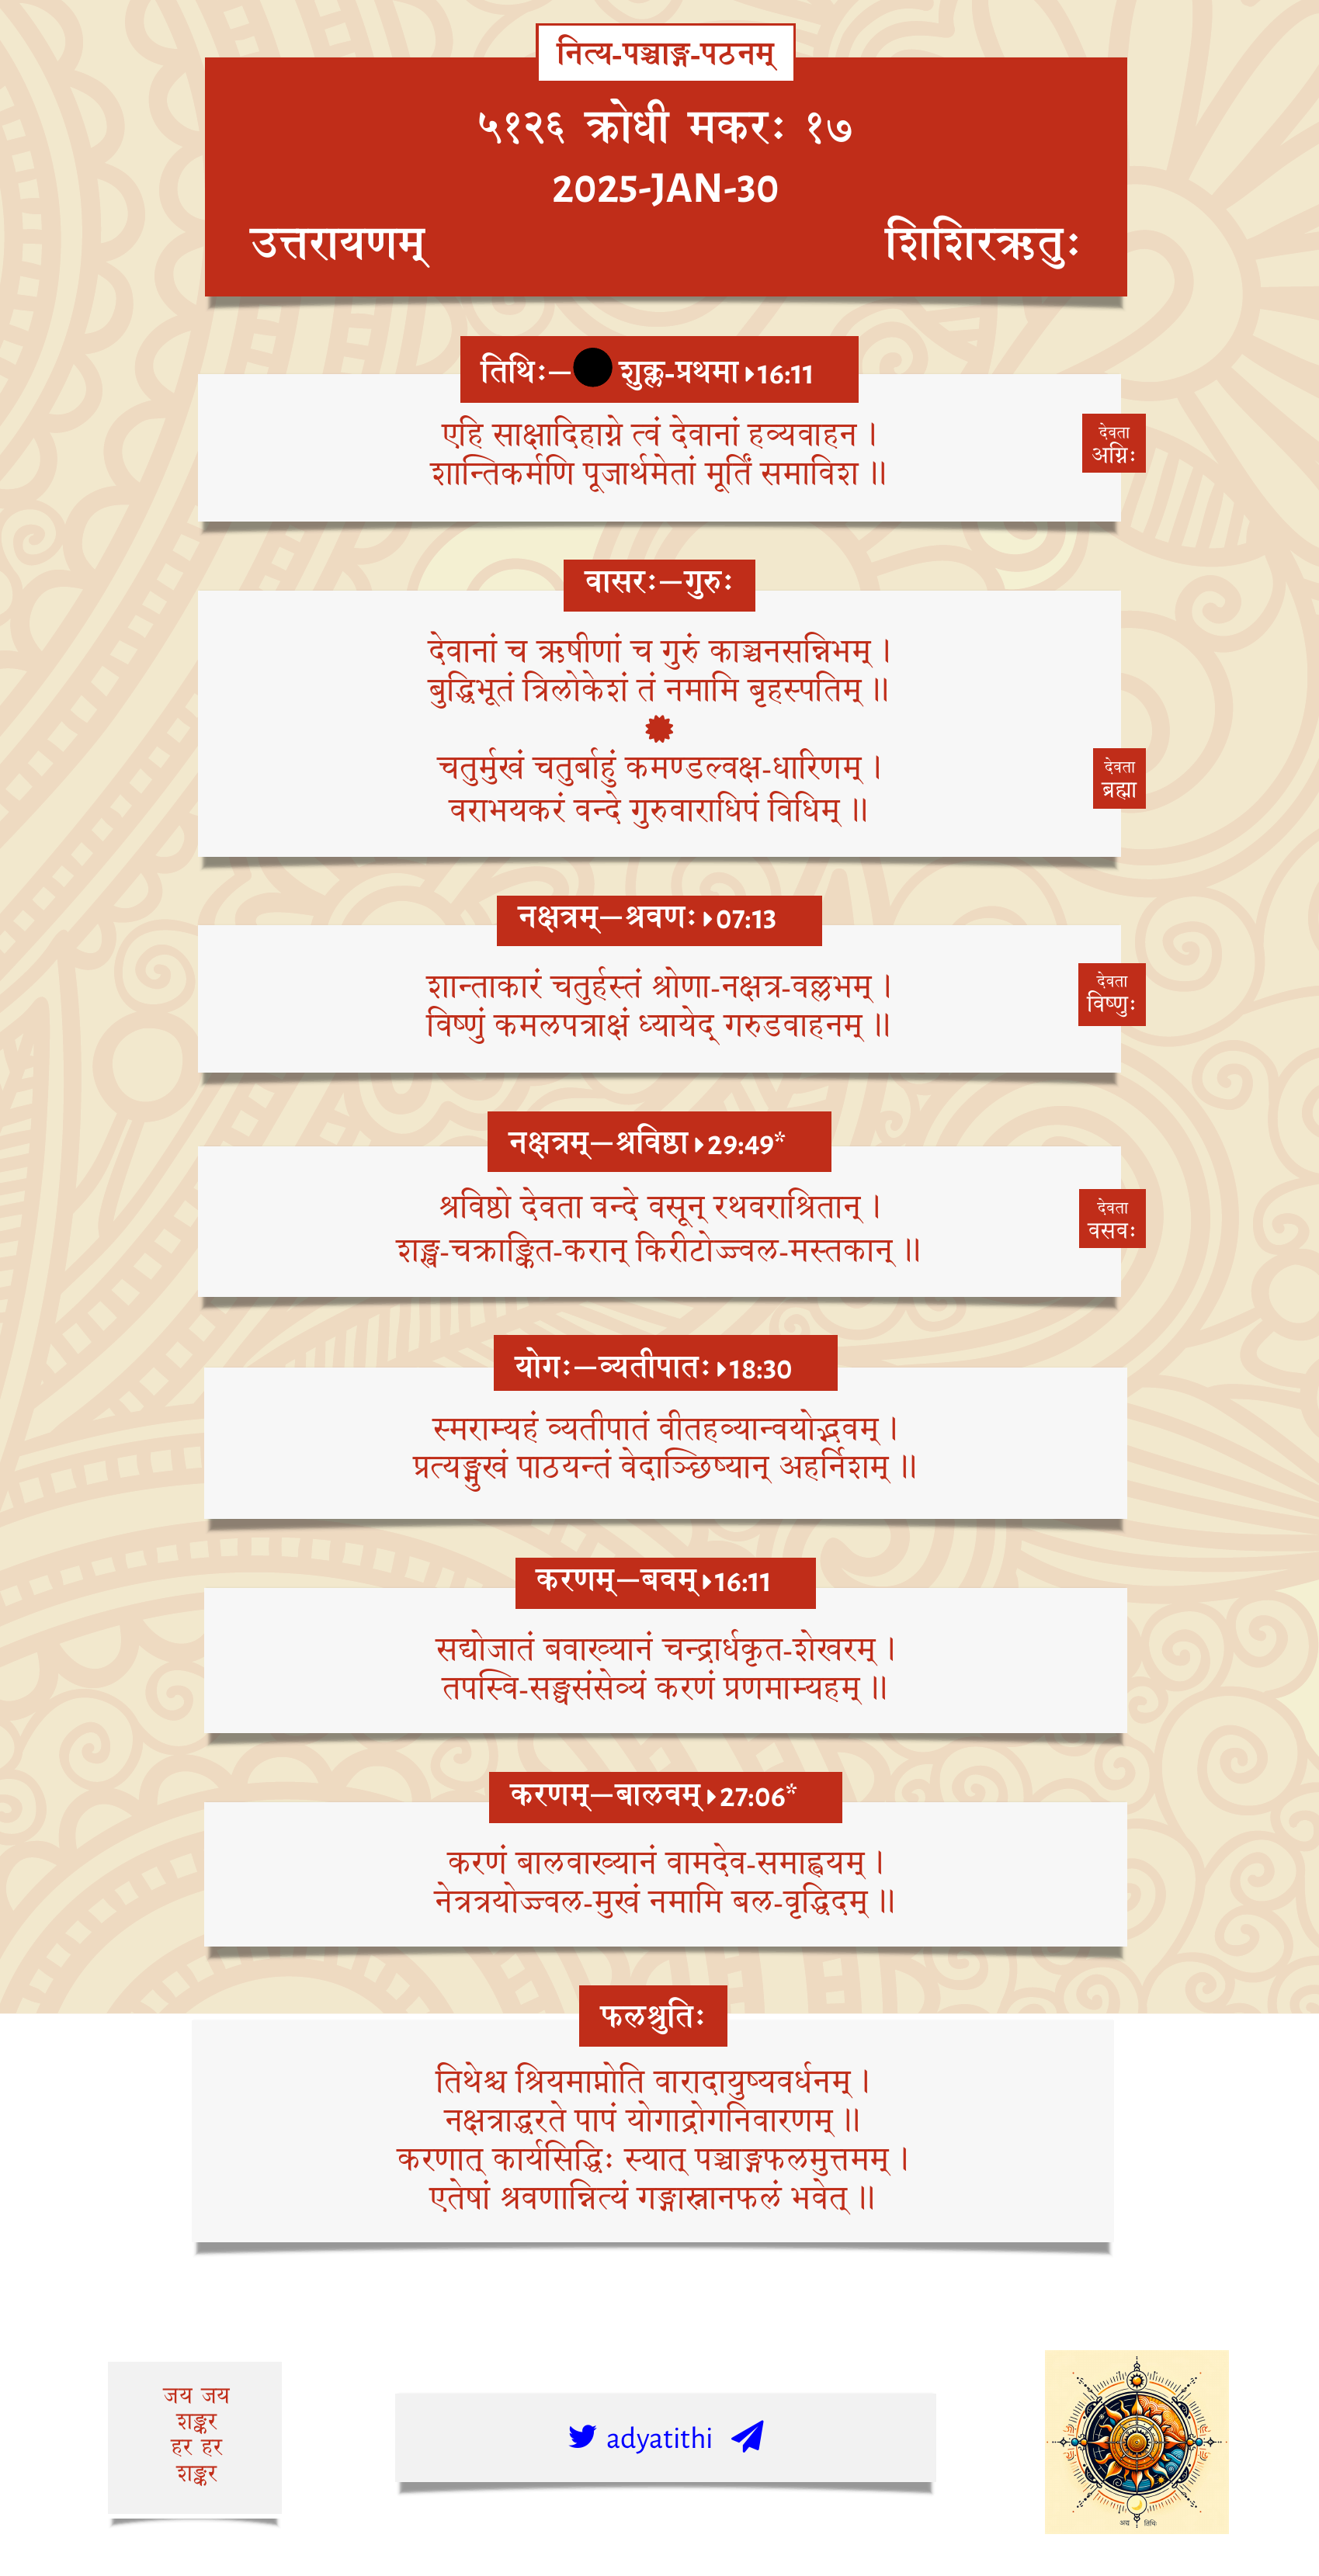 नित्य-पञ्चाङ्ग-पठनम्
५१२६ क्रोधी मकरः १७
2025-JAN-30
उत्तरायणम् शिशिरऋतुः
तिथिः— शुक्ल-प्रथमा 16:11
एहि साक्षादिहाग्ने त्वं देवानां हव्यवाहन ।
शान्तिकर्मणि पूजार्थमेतां मूर्तिं समाविश ॥
देवता
अग्निः
वासरः—गुरुः
देवानां च ऋषीणां च गुरुं काञ्चनसन्निभम् ।
बुद्धिभूतं त्रिलोकेशं तं नमामि बृहस्पतिम् ॥
चतुर्मुखं चतुर्बाहुं कमण्डल्वक्ष-धारिणम् ।
वराभयकरं वन्दे गुरुवाराधिपं विधिम् ॥
देवता
ब्रह्मा
नक्षत्रम्—श्रवणः 07:13
शान्ताकारं चतुर्हस्तं श्रोणा-नक्षत्र-वल्लभम् ।
विष्णुं कमलपत्राक्षं ध्यायेद् गरुडवाहनम् ॥
देवता
विष्णुः
नक्षत्रम्—श्रविष्ठा 29:49*
श्रविष्ठो देवता वन्दे वसून् रथवराश्रितान् ।
शङ्ख-चक्राङ्कित-करान् किरीटोज्ज्वल-मस्तकान् ॥
देवता
वसवः
योगः—व्यतीपातः 18:30
स्मराम्यहं व्यतीपातं वीतहव्यान्वयोद्भवम् ।
प्रत्यङ्मुखं पाठयन्तं वेदाञ्छिष्यान् अहर्निशम् ॥
करणम्—बवम् 16:11
सद्योजातं बवाख्यानं चन्द्रार्धकृत-शेखरम् ।
तपस्वि-सङ्घसंसेव्यं करणं प्रणमाम्यहम् ॥
करणम्—बालवम् 27:06*
करणं बालवाख्यानं वामदेव-समाह्वयम् ।
नेत्रत्रयोज्ज्वल-मुखं नमामि बल-वृद्धिदम् ॥
फलश्रुतिः
तिथेश्च श्रियमाप्नोति वारादायुष्यवर्धनम् ।
नक्षत्राद्धरते पापं योगाद्रोगनिवारणम् ॥
करणात् कार्यसिद्धिः स्यात् पञ्चाङ्गफलमुत्तमम् ।
एतेषां श्रवणान्नित्यं गङ्गास्नानफलं भवेत् ॥
जय जय
शङ्कर
हर हर
शङ्कर
adyatithi
अद्य तिथिः